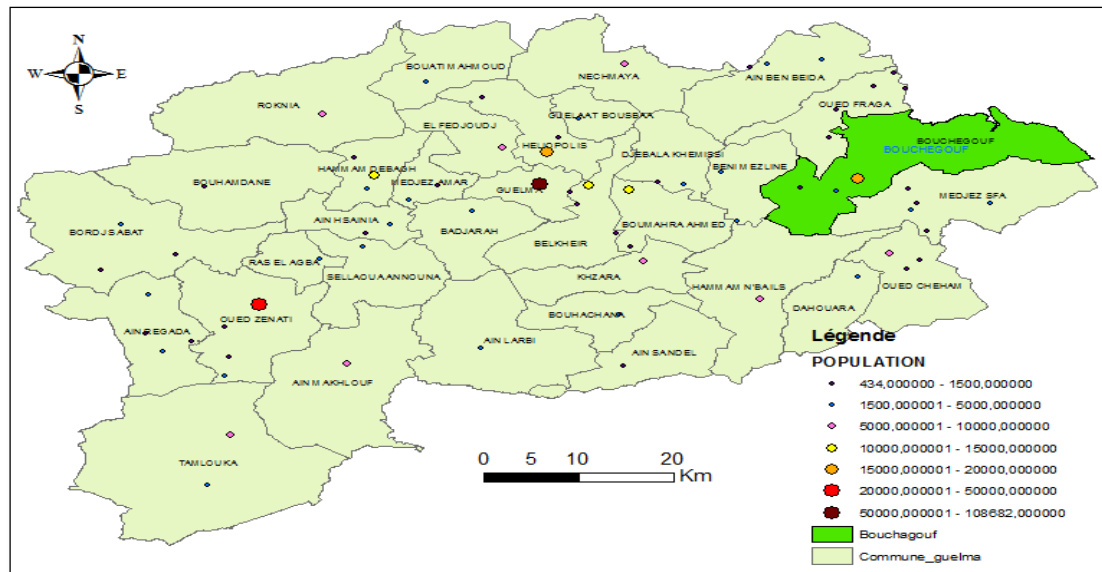 N
W E
S
BOUATI MAHMOUD
NECHMAYA
AIN BEN BEIDA
ROKNIA
OUED FRAGA
GUELAAT BOUSBAA
EL FEDJOUDJ
BOUCHEGOUF
HELIOPOLIS
BOUCHEGOUF
DJEBALA KHEMISSI
HAMMAM DEBAGH
BENI MEZLINE
BOUHAMDANE
MEDJEZ AMAR
GUELMA
MEDJEZ SFA
AIN HSAINIA
BORDJ SABAT
BADJARAH
BOUMAHRA AHMED
BELKHEIR
RAS EL AGBA
SELLAOUA ANNOUNA
KHZARA
HAMMAM N'BAILS
OUED CHEHAM
DAHOUARA
BOUHACHANA
OUED ZENATI
AIN REGADA
AIN LARBI
AIN SANDEL
AIN MAKHLOUF
TAMLOUKA
0 5 10 20
Km
Légende
POPULATION
434,000000 - 1500,000000
1500,000001 - 5000,000000
5000,000001 - 10000,000000
10000,000001 - 15000,000000
15000,000001 - 20000,000000
20000,000001 - 50000,000000
50000,000001 - 108682,000000
Bouchagouf
Commune_guelma